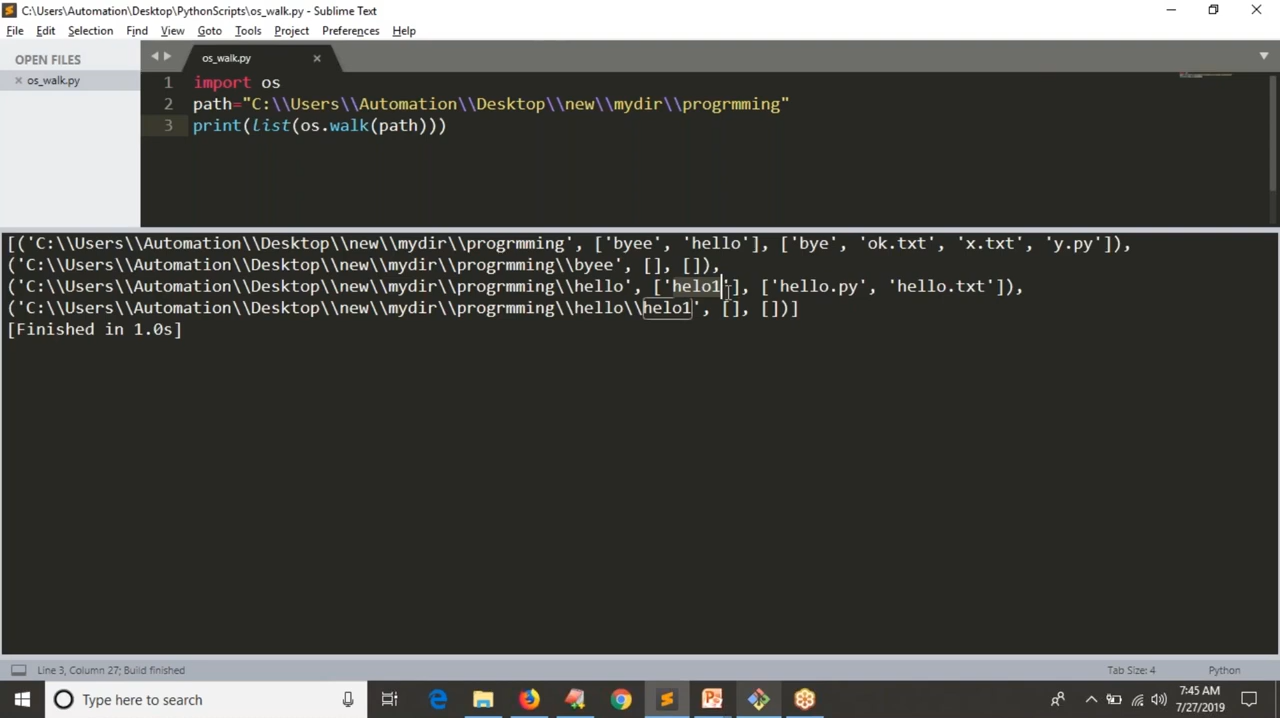 C:\Users\Automation\Desktop\PythonScripts\os_walk.py - Sublime Text
File Edit Selection Find View Goto Tools Project Preferences Help
OPEN FILES
os_walk.py
os_walk.py
1 import os
2 path="C:\\Users\\Automation\\Desktop\\new\\mydir\\progrmming"
3 print(list(os.walk(path)))
[('C:\\Users\\Automation\\Desktop\\new\\mydir\\progrmming', ['byee', 'hello'], ['bye', 'ok.txt', 'x.txt', 'y.py']),
('C:\\Users\\Automation\\Desktop\\new\\mydir\\progrmming\\byee', [], []),
('C:\\Users\\Automation\\Desktop\\new\\mydir\\progrmming\\hello', ['helo1'], ['hello.py', 'hello.txt']),
('C:\\Users\\Automation\\Desktop\\new\\mydir\\progrmming\\hello\\helo1', [], [])]
[Finished in 1.0s]
Line 3, Column 27; Build finished
Tab Size: 4
Python
Type here to search
7:45 AM
7/27/2019